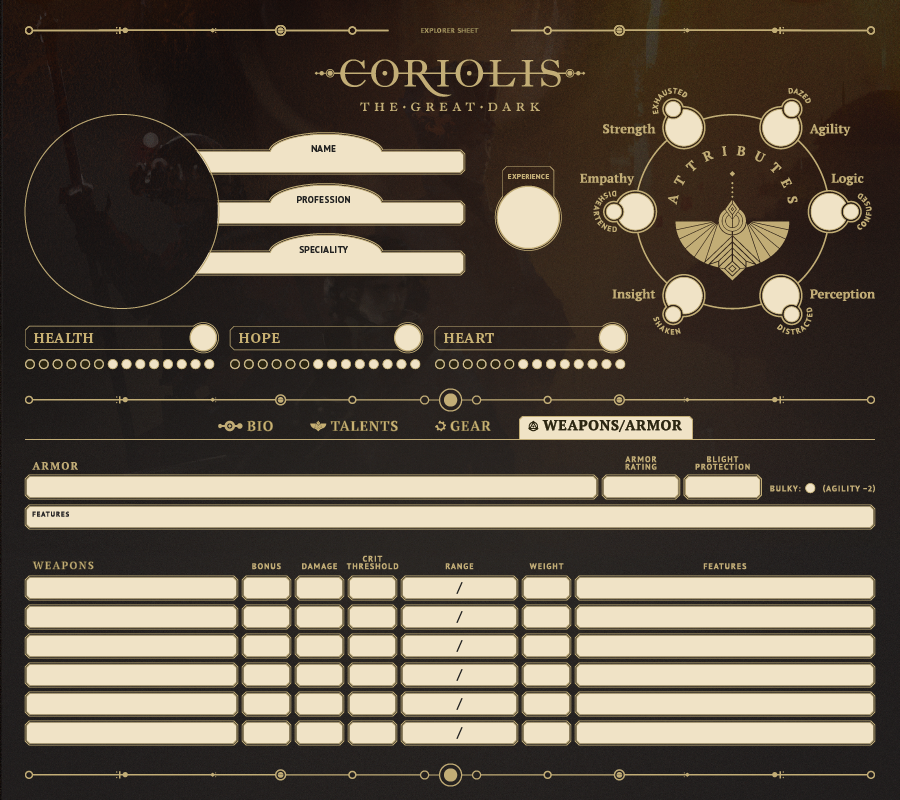 EXPLORER SHEET
CORIOLIS
THE·GREAT·DARK
NAME
PROFESSION
SPECIALITY
EXPERIENCE
ATTRIBUTES
EXHAUSTED
Strength
DAZED
Agility
Empathy
DISHEARTENED
Logic
CONFUSED
Insight
SHAKEN
Perception
DISTRACTED
HEALTH
HOPE
HEART
BIO
TALENTS
GEAR
WEAPONS/ARMOR
ARMOR
ARMOR RATING
BLIGHT PROTECTION
BULKY: (AGILITY –2)
FEATURES
WEAPONS
BONUS
DAMAGE
CRIT THRESHOLD
RANGE
WEIGHT
FEATURES
/
/
/
/
/
/